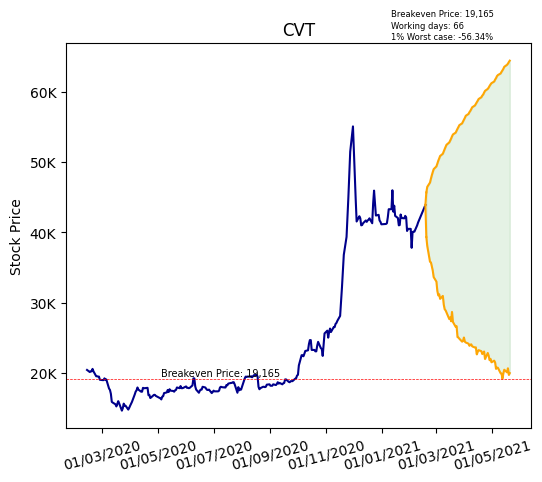 Breakeven Price: 19,165
Working days: 66
1% Worst case: -56.34%
CVT
Stock Price
60K
50K
40K
30K
20K
Breakeven Price: 19,165
01/03/2020
01/05/2020
01/07/2020
01/09/2020
01/11/2020
01/01/2021
01/03/2021
01/05/2021